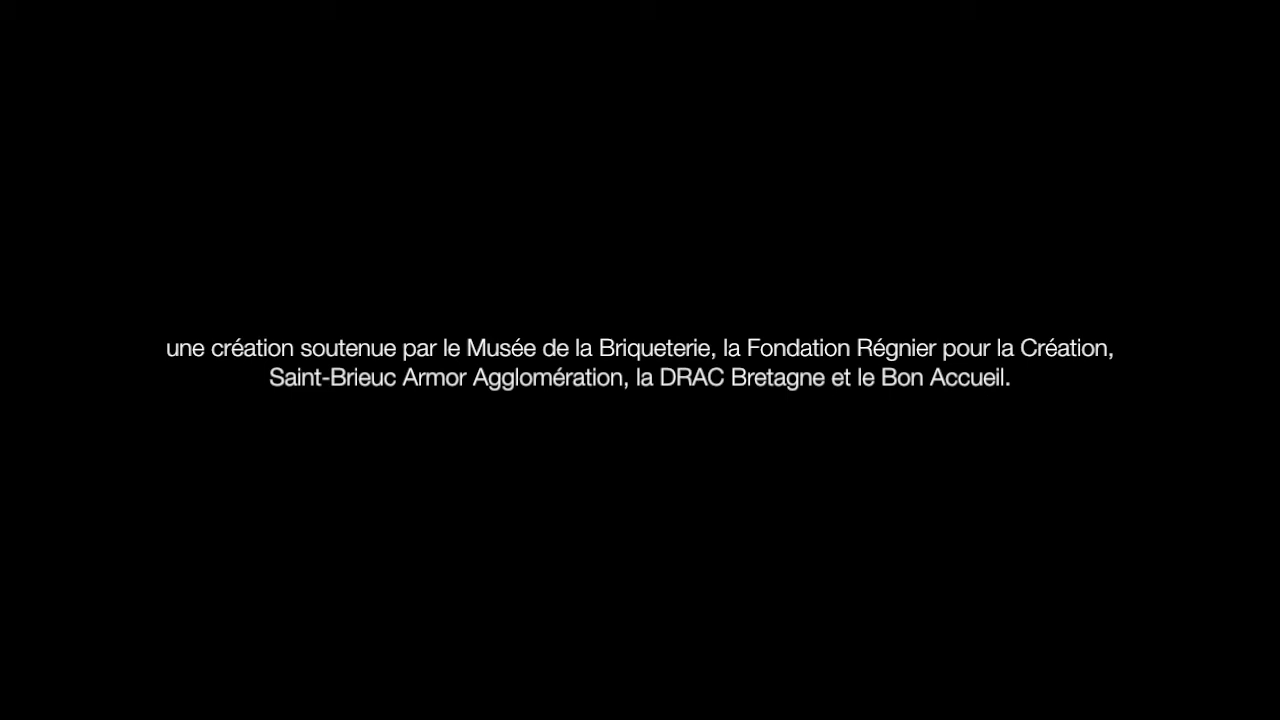 une création soutenue par le Musée de la Briqueterie, la Fondation Régnier pour la Création,
Saint-Brieuc Armor Agglomération, la DRAC Bretagne et le Bon Accueil.